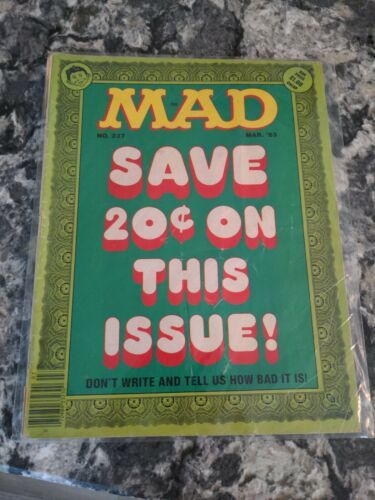 MAD
NO. 237
MAR. '83
SAVE
20¢ ON
THIS
ISSUE!
DON'T WRITE AND TELL US HOW BAD IT IS!